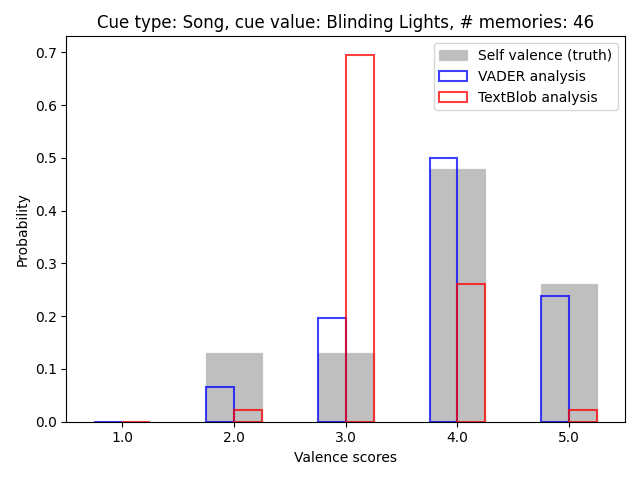 Cue type: Song, cue value: Blinding Lights, # memories: 46
Self valence (truth)
VADER analysis
TextBlob analysis
Probability
0.7
0.6
0.5
0.4
0.3
0.2
0.1
0.0
1.0 2.0 3.0 4.0 5.0
Valence scores